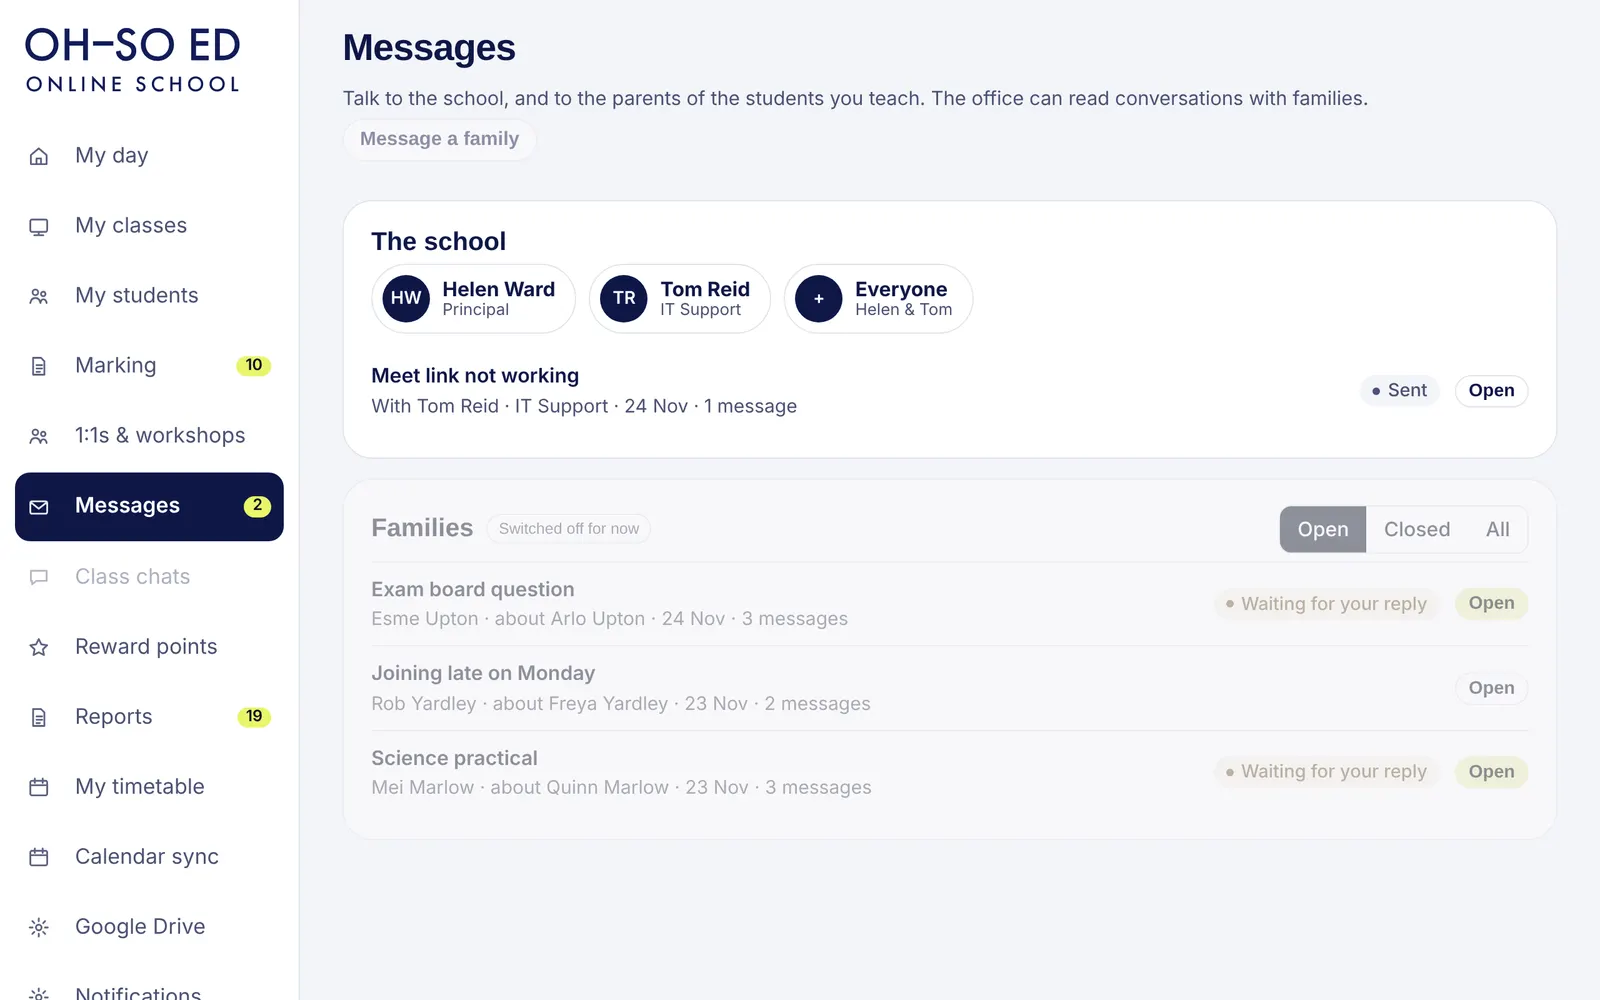 OH-SO ED
ONLINE SCHOOL
My day
My classes
My students
Marking 10
1:1s & workshops
Messages 2
Class chats
Reward points
Reports 19
My timetable
Calendar sync
Google Drive
Notifications
Messages
Talk to the school, and to the parents of the students you teach. The office can read conversations with families.
Message a family
The school
HW Helen Ward
Principal
TR Tom Reid
IT Support
+ Everyone
Helen & Tom
Meet link not working
With Tom Reid · IT Support · 24 Nov · 1 message
• Sent Open
Families Switched off for now
Open Closed All
Exam board question
Esme Upton · about Arlo Upton · 24 Nov · 3 messages
• Waiting for your reply Open
Joining late on Monday
Rob Yardley · about Freya Yardley · 23 Nov · 2 messages
Open
Science practical
Mei Marlow · about Quinn Marlow · 23 Nov · 3 messages
• Waiting for your reply Open